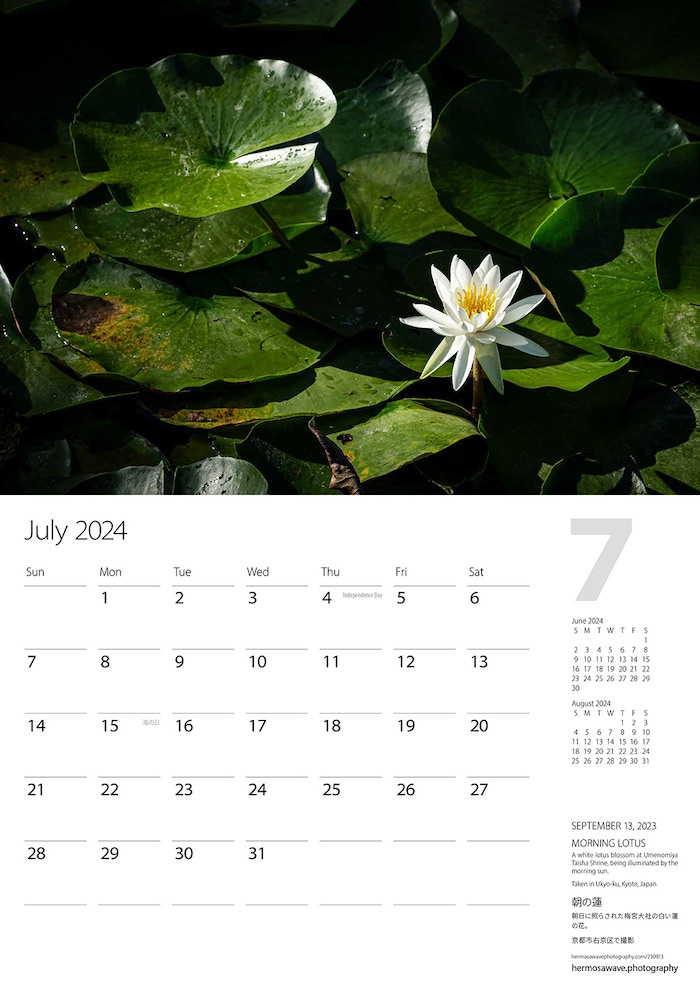 July 2024
7
Sun Mon Tue Wed Thu Fri Sat
1 2 3 4 Independence Day 5 6
7 8 9 10 11 12 13
14 15 海の日 16 17 18 19 20
21 22 23 24 25 26 27
28 29 30 31
June 2024
S M T W T F S
1
2 3 4 5 6 7 8
9 10 11 12 13 14 15
16 17 18 19 20 21 22
23 24 25 26 27 28 29
30
August 2024
S M T W T F S
1 2 3
4 5 6 7 8 9 10
11 12 13 14 15 16 17
18 19 20 21 22 23 24
25 26 27 28 29 30 31
SEPTEMBER 13, 2023
MORNING LOTUS
A white lotus blossom at Umenomiya
Taisha Shrine, being illuminated by the
morning sun.
Taken in Ukyo-ku, Kyoto, Japan
朝の蓮
朝日に照らされた梅宮大社の白い蓮
の花。
京都市右京区で撮影
hermosawavephotography.com/230913
hermosawave.photography